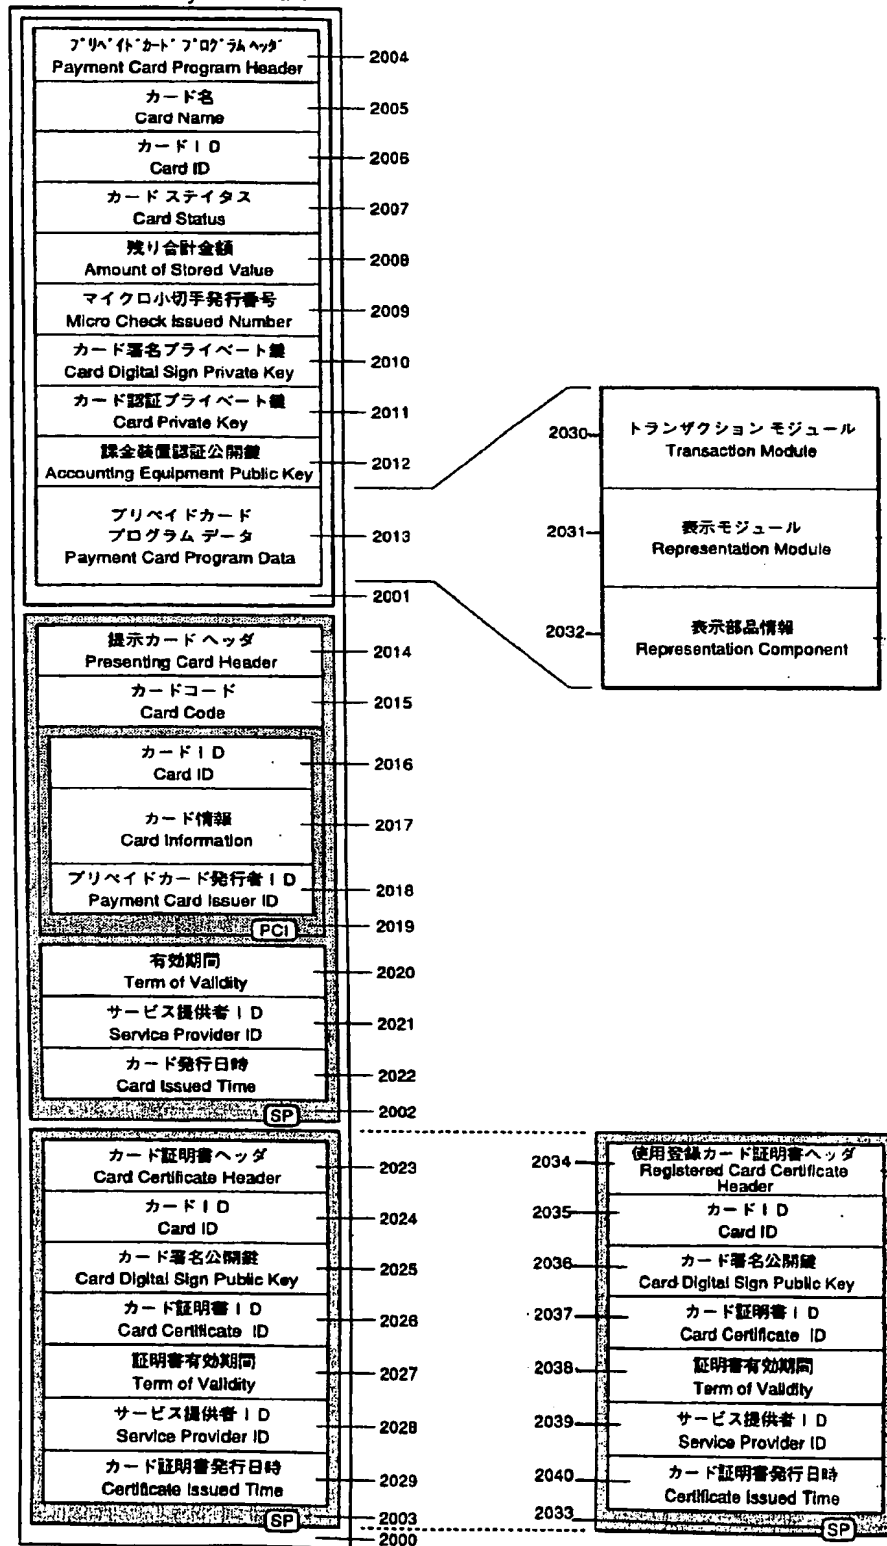 プリペイドカード プログラムヘッダ
Payment Card Program Header
2004
カード名
Card Name
2005
カードID
Card ID
2006
カード ステイタス
Card Status
2007
残り合計金額
Amount of Stored Value
2008
マイクロ小切手発行番号
Micro Check Issued Number
2009
カード署名プライベート鍵
Card Digital Sign Private Key
2010
カード認証プライベート鍵
Card Private Key
2011
課金装置認証公開鍵
Accounting Equipment Public Key
2012
プリペイドカード
プログラム データ
Payment Card Program Data
2013
2001
トランザクション モジュール
Transaction Module
2030
表示モジュール
Representation Module
2031
表示部品情報
Representation Component
2032
提示カード ヘッダ
Presenting Card Header
2014
カードコード
Card Code
2015
カードID
Card ID
2016
カード情報
Card Information
2017
プリペイドカード発行者ID
Payment Card Issuer ID
2018
PCI
2019
有効期間
Term of Validity
2020
サービス提供者ID
Service Provider ID
2021
カード発行日時
Card Issued Time
2022
SP
2002
カード証明書ヘッダ
Card Certificate Header
2023
カードID
Card ID
2024
カード署名公開鍵
Card Digital Sign Public Key
2025
カード証明書ID
Card Certificate ID
2026
証明書有効期間
Term of Validity
2027
サービス提供者ID
Service Provider ID
2028
カード証明書発行日時
Certificate Issued Time
2029
SP
2003
2000
2034
使用登録カード証明書ヘッダ
Registered Card Certificate
Header
2035
カードID
Card ID
2036
カード署名公開鍵
Card Digital Sign Public Key
2037
カード証明書ID
Card Certificate ID
2038
証明書有効期間
Term of Validity
2039
サービス提供者ID
Service Provider ID
2040
カード証明書発行日時
Certificate Issued Time
2033
SP